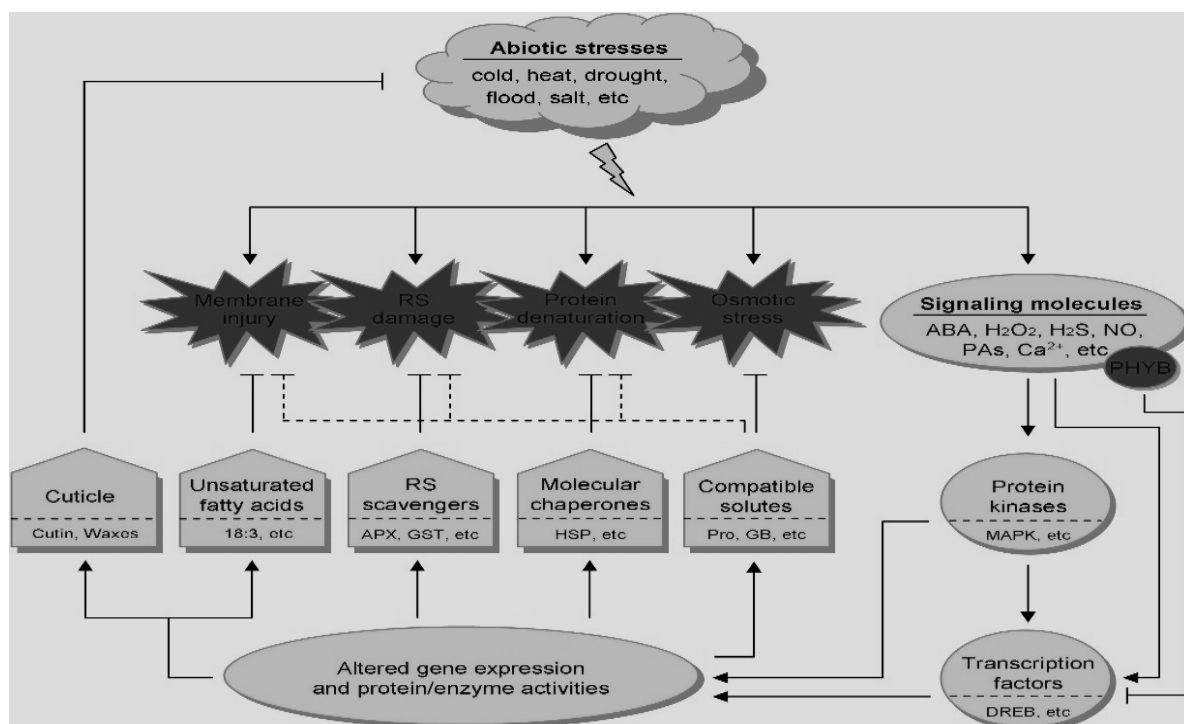 Abiotic stresses
cold, heat, drought,
flood, salt, etc
Membrane
injury
RS
damage
Protein
denaturation
Osmotic
stress
Signaling molecules
ABA, H₂O₂, H₂S, NO,
PAs, Ca²⁺, etc
PHYB
Cuticle
Cutin, Waxes
Unsaturated
fatty acids
18:3, etc
RS
scavengers
APX, GST, etc
Molecular
chaperones
HSP, etc
Compatible
solutes
Pro, GB, etc
Protein
kinases
MAPK, etc
Altered gene expression
and protein/enzyme activities
Transcription
factors
DREB, etc